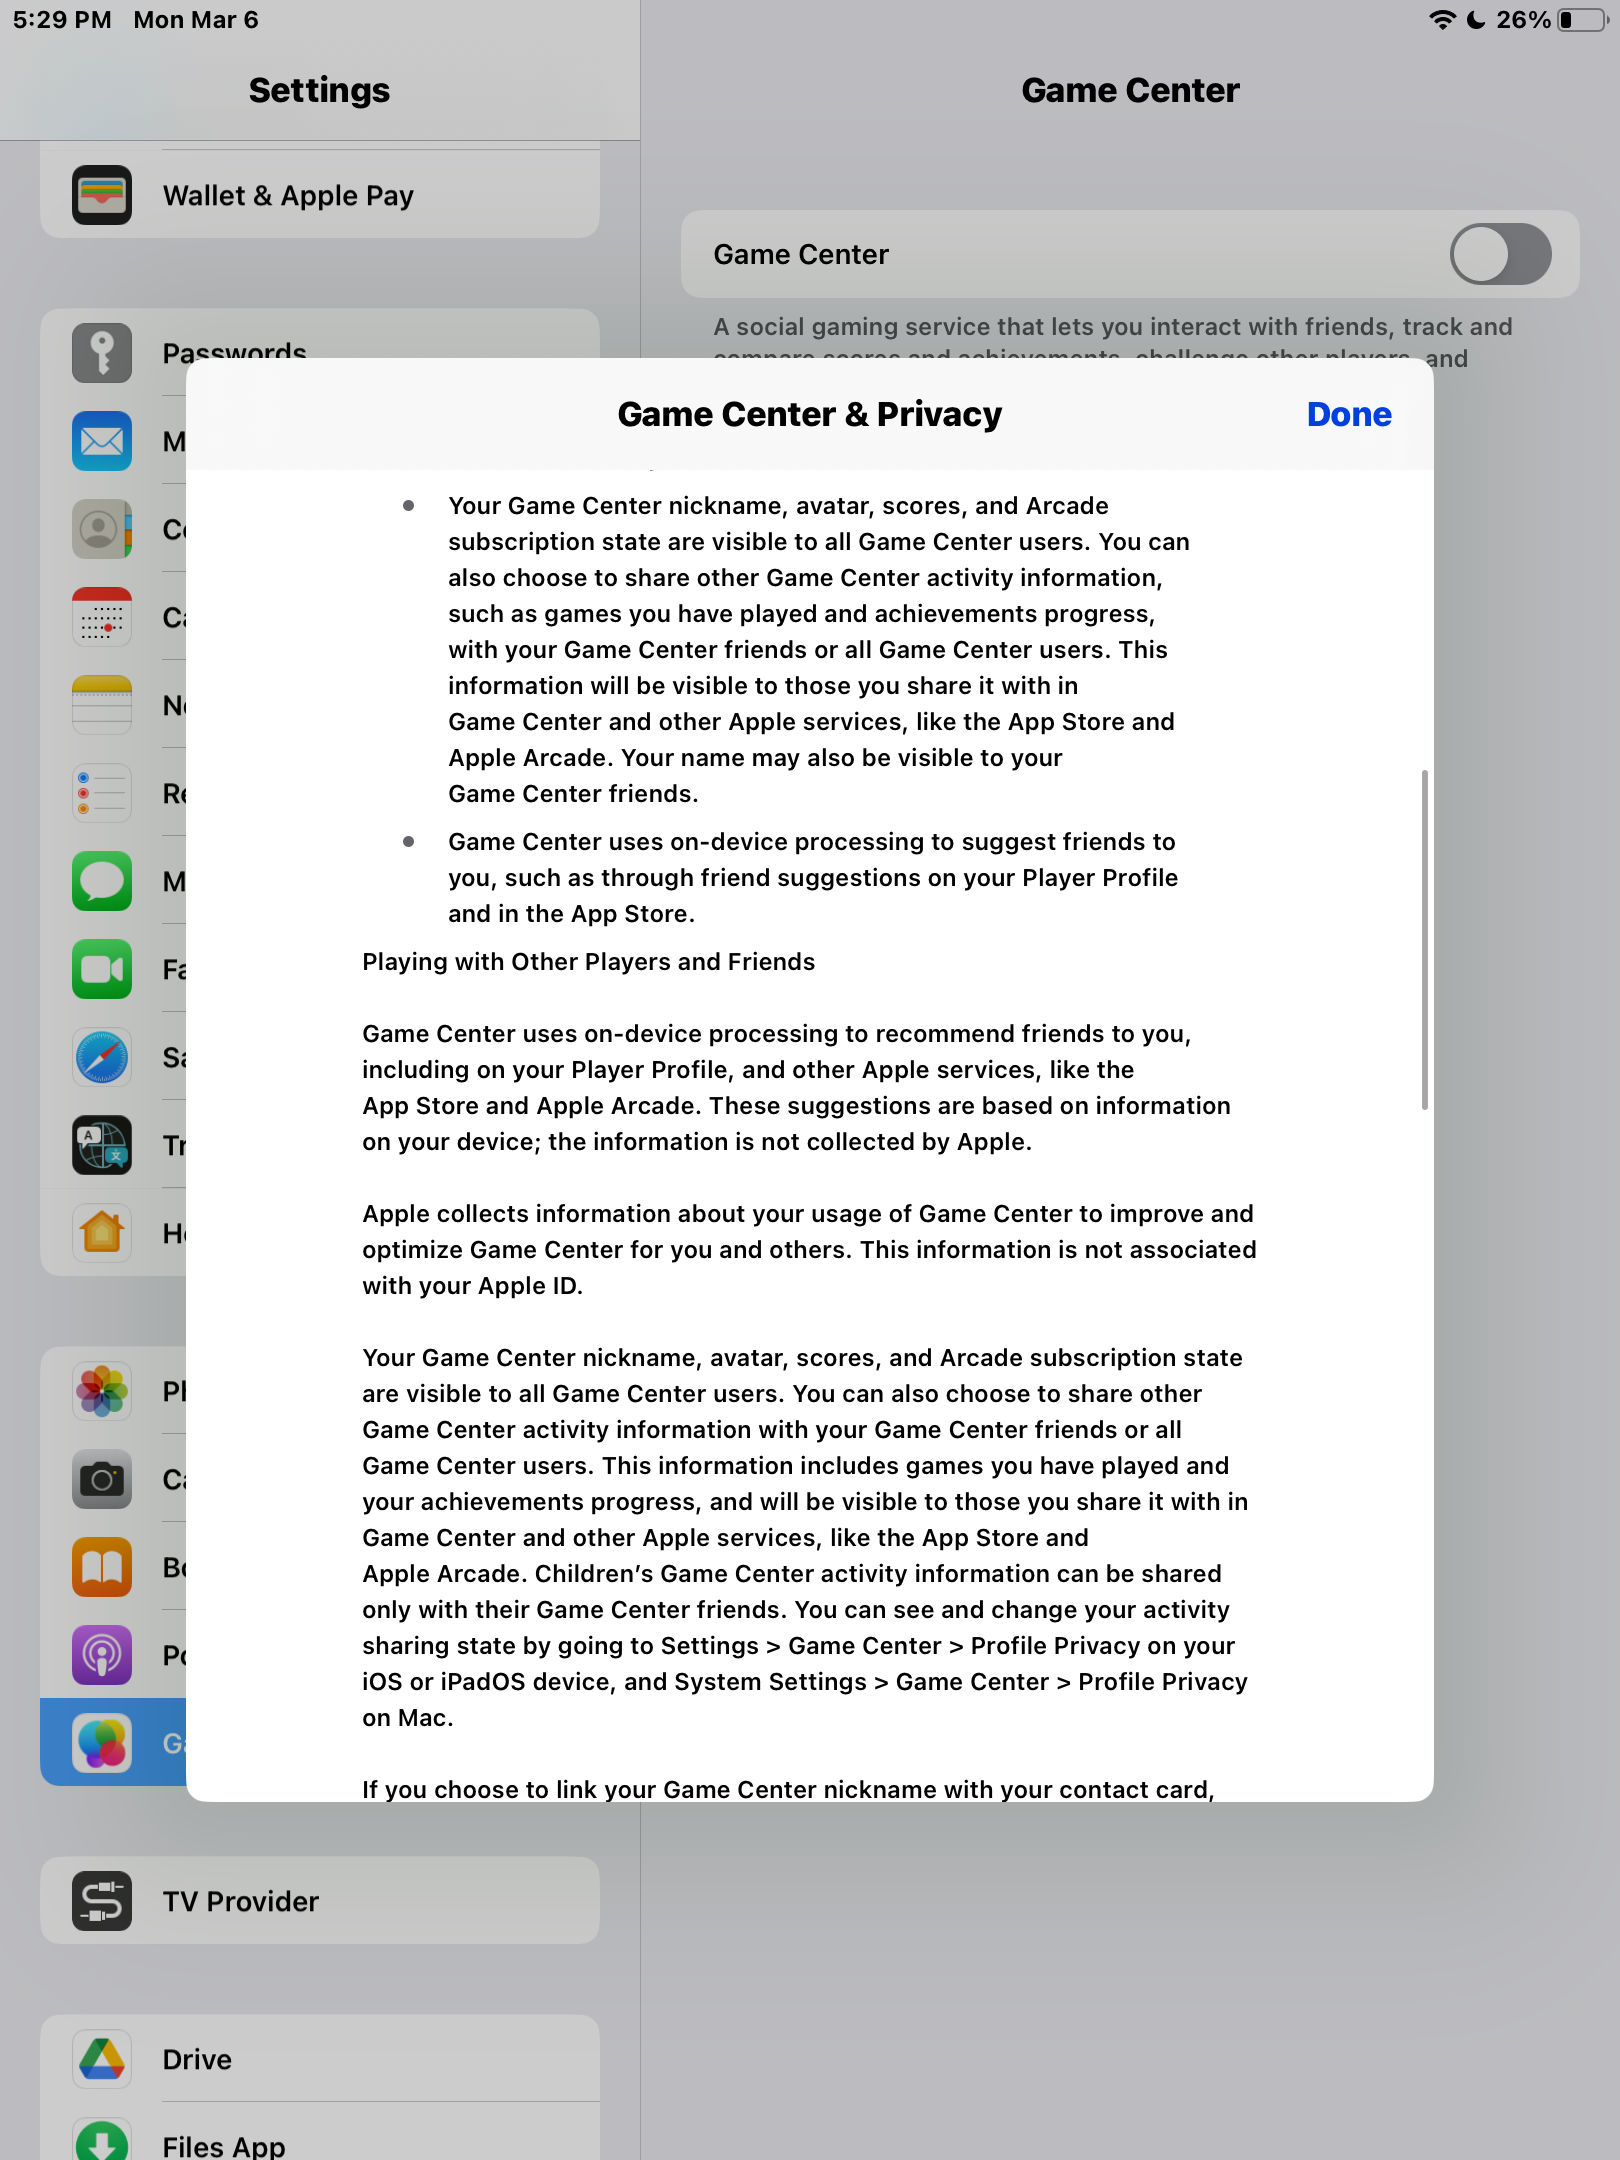 5:29 PM Mon Mar 6
26%
Settings
Game Center
Wallet & Apple Pay
Game Center
A social gaming service that lets you interact with friends, track and
compare scores and achievements, challenge other players, and
Passwords
Game Center & Privacy
Done
Your Game Center nickname, avatar, scores, and Arcade
subscription state are visible to all Game Center users. You can
also choose to share other Game Center activity information,
such as games you have played and achievements progress,
with your Game Center friends or all Game Center users. This
information will be visible to those you share it with in
Game Center and other Apple services, like the App Store and
Apple Arcade. Your name may also be visible to your
Game Center friends.
Game Center uses on-device processing to suggest friends to
you, such as through friend suggestions on your Player Profile
and in the App Store.
Playing with Other Players and Friends
Game Center uses on-device processing to recommend friends to you,
including on your Player Profile, and other Apple services, like the
App Store and Apple Arcade. These suggestions are based on information
on your device; the information is not collected by Apple.
Apple collects information about your usage of Game Center to improve and
optimize Game Center for you and others. This information is not associated
with your Apple ID.
Your Game Center nickname, avatar, scores, and Arcade subscription state
are visible to all Game Center users. You can also choose to share other
Game Center activity information with your Game Center friends or all
Game Center users. This information includes games you have played and
your achievements progress, and will be visible to those you share it with in
Game Center and other Apple services, like the App Store and
Apple Arcade. Children’s Game Center activity information can be shared
only with their Game Center friends. You can see and change your activity
sharing state by going to Settings > Game Center > Profile Privacy on your
iOS or iPadOS device, and System Settings > Game Center > Profile Privacy
on Mac.
If you choose to link your Game Center nickname with your contact card,
TV Provider
Drive
Files App